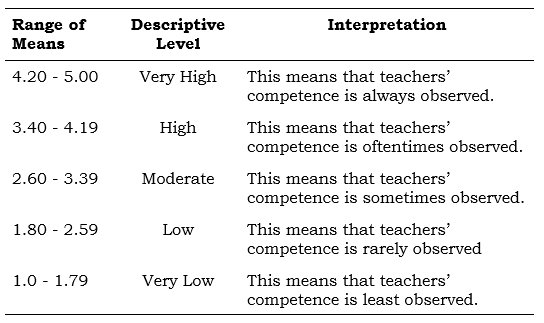 Range of Means Descriptive Level Interpretation
4.20 - 5.00 Very High This means that teachers’
competence is always observed.
3.40 - 4.19 High This means that teachers’
competence is oftentimes observed.
2.60 - 3.39 Moderate This means that teachers’
competence is sometimes observed.
1.80 - 2.59 Low This means that teachers’
competence is rarely observed
1.0 - 1.79 Very Low This means that teachers’
competence is least observed.